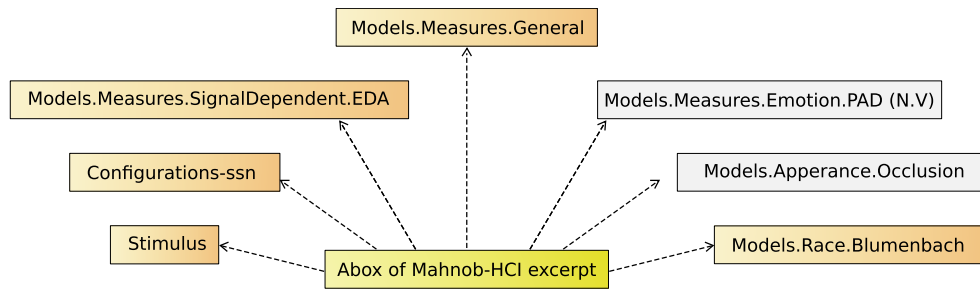 Models.Measures.General
Models.Measures.SignalDependent.EDA
Models.Measures.Emotion.PAD (N.V)
Configurations-ssn
Models.Apperance.Occlusion
Stimulus
Models.Race.Blumenbach
Abox of Mahnob-HCI excerpt